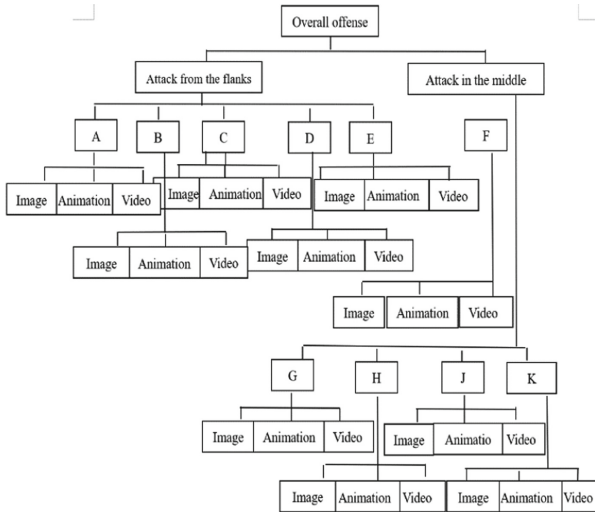 Overall offense
Attack from the flanks
Attack in the middle
A
B
C
D
E
F
Image Animation Video
Image Animation Video
Image Animation Video
Image Animation Video
Image Animation Video
Image Animation Video
G
H
J
K
Image Animation Video
Image Animatio Video
Image Animation Video
Image Animation Video